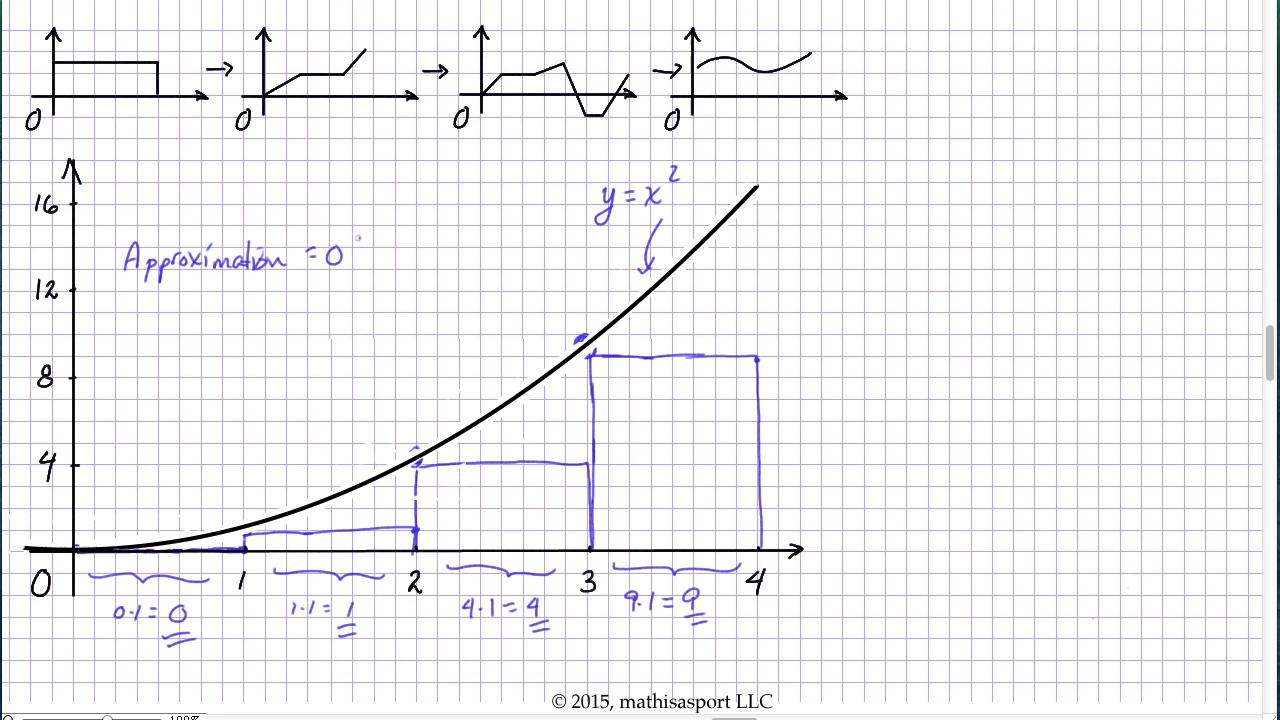 0 0 0 0
y = x²
16
Approximation = 0
12
8
4
0 1 2 3 4
0·1 = 0 1·1 = 1 4·1 = 4 9·1 = 9
© 2015, mathisasport LLC